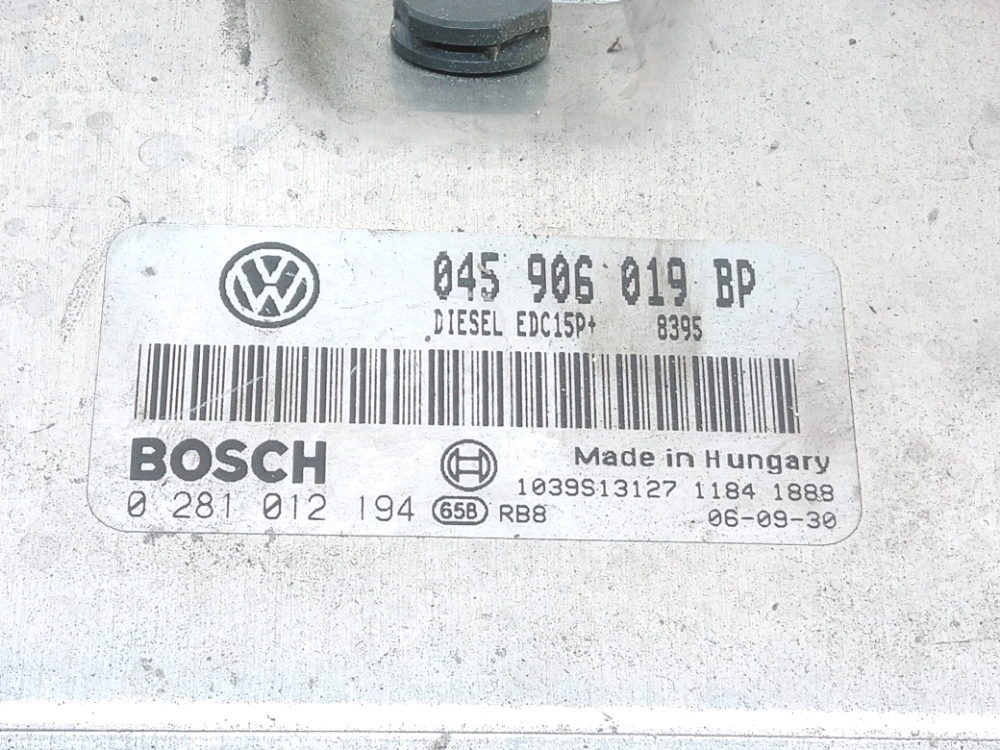 VW
045 906 019 BP
DIESEL EDC15P+ 8395
BOSCH
Made in Hungary
1039S13127 1184 1888
0 281 012 194 65B RB8 06-09-30